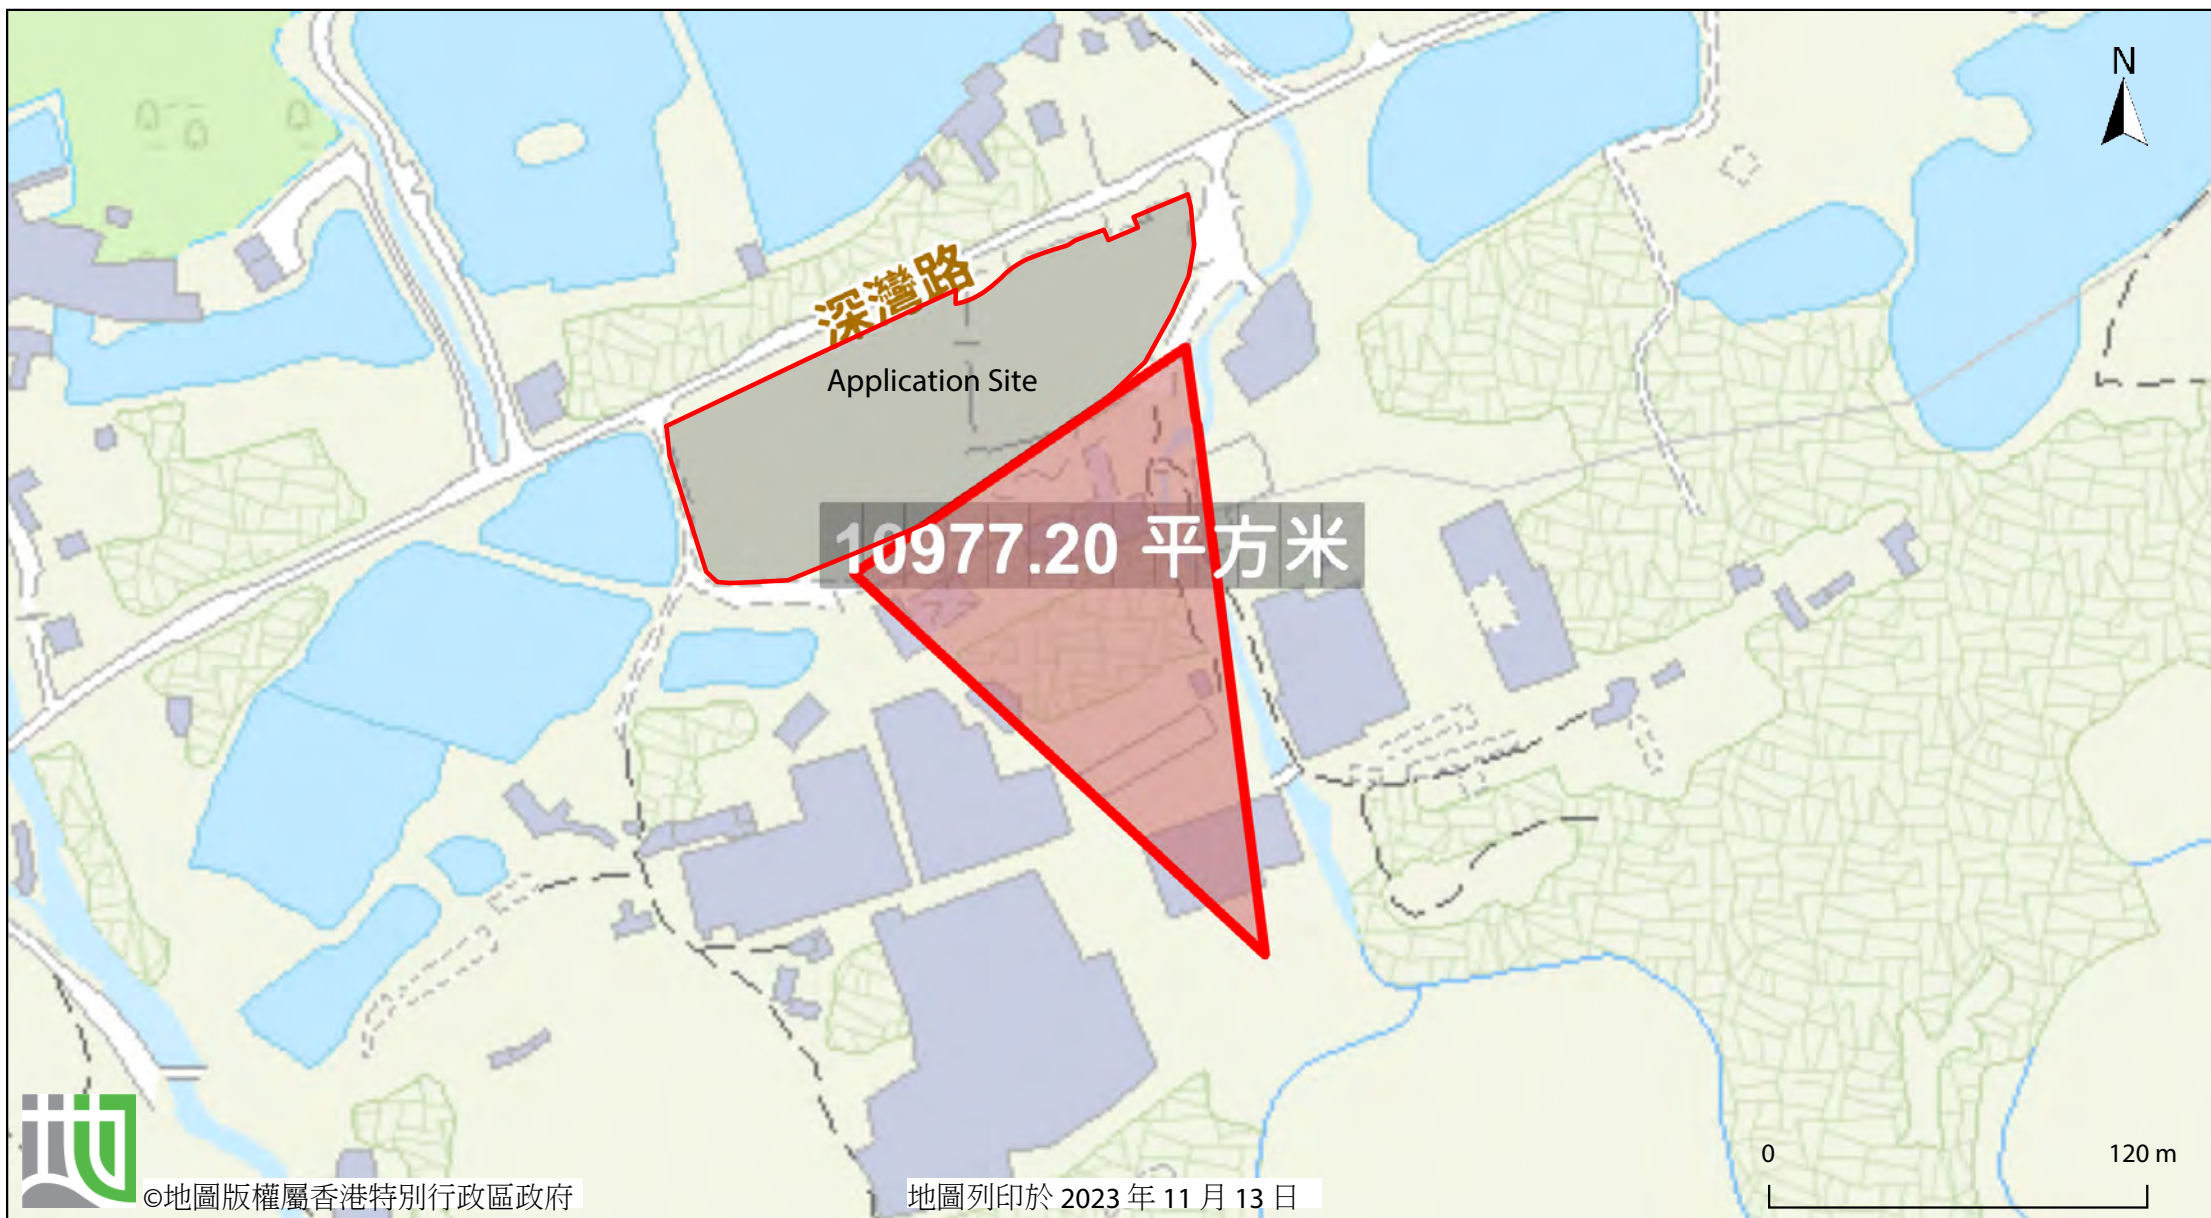 N
深灣路
Application Site
10977.20 平方米
0 120 m
©地圖版權屬香港特別行政區政府
地圖列印於 2023 年 11 月 13 日